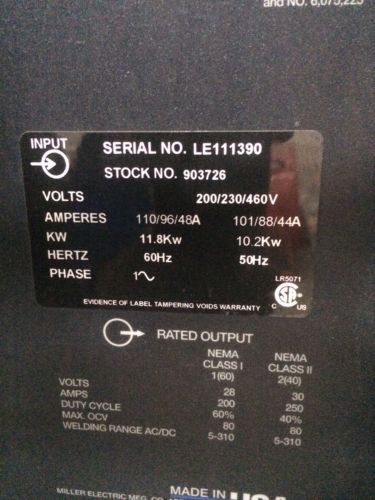 and NO. 6,075,225
INPUT
SERIAL NO. LE111390
STOCK NO. 903726
VOLTS 200/230/460V
AMPERES 110/96/48A 101/88/44A
KW 11.8Kw 10.2Kw
HERTZ 60Hz 50Hz
PHASE 1
LR5071
C US
EVIDENCE OF LABEL TAMPERING VOIDS WARRANTY
RATED OUTPUT
NEMA NEMA
CLASS I CLASS II
1(60) 2(40)
VOLTS 28 30
AMPS 200 250
DUTY CYCLE 60% 40%
MAX. OCV 80 80
WELDING RANGE AC/DC 5-310 5-310
MADE IN USA
MILLER ELECTRIC MFG. CO.